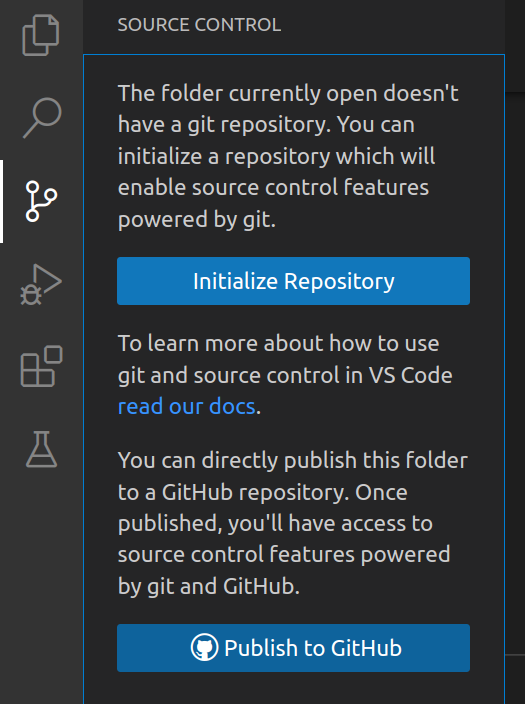 SOURCE CONTROL
The folder currently open doesn't
have a git repository. You can
initialize a repository which will
enable source control features
powered by git.
Initialize Repository
To learn more about how to use
git and source control in VS Code
read our docs.
You can directly publish this folder
to a GitHub repository. Once
published, you'll have access to
source control features powered
by git and GitHub.
Publish to GitHub